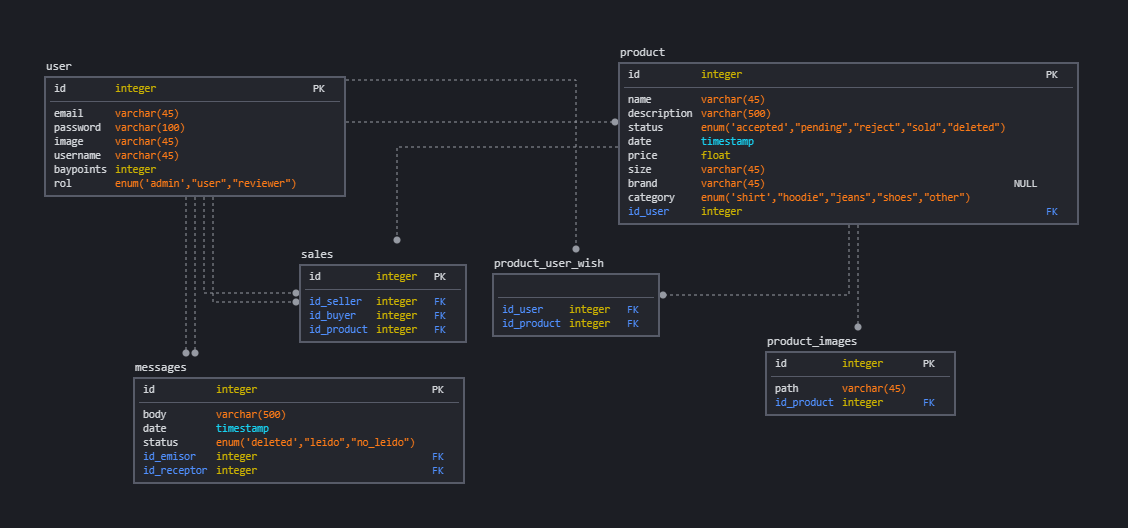 user
id integer PK
email varchar(45)
password varchar(100)
image varchar(45)
username varchar(45)
baypoints integer
rol enum('admin',"user","reviewer")
product
id integer PK
name varchar(45)
description varchar(500)
status enum('accepted',"pending","reject","sold","deleted")
date timestamp
price float
size varchar(45)
brand varchar(45) NULL
category enum('shirt',"hoodie","jeans","shoes","other")
id_user integer FK
sales
id integer PK
id_seller integer FK
id_buyer integer FK
id_product integer FK
product_user_wish
id_user integer FK
id_product integer FK
product_images
id integer PK
path varchar(45)
id_product integer FK
messages
id integer PK
body varchar(500)
date timestamp
status enum('deleted',"leido","no_leido")
id_emisor integer FK
id_receptor integer FK